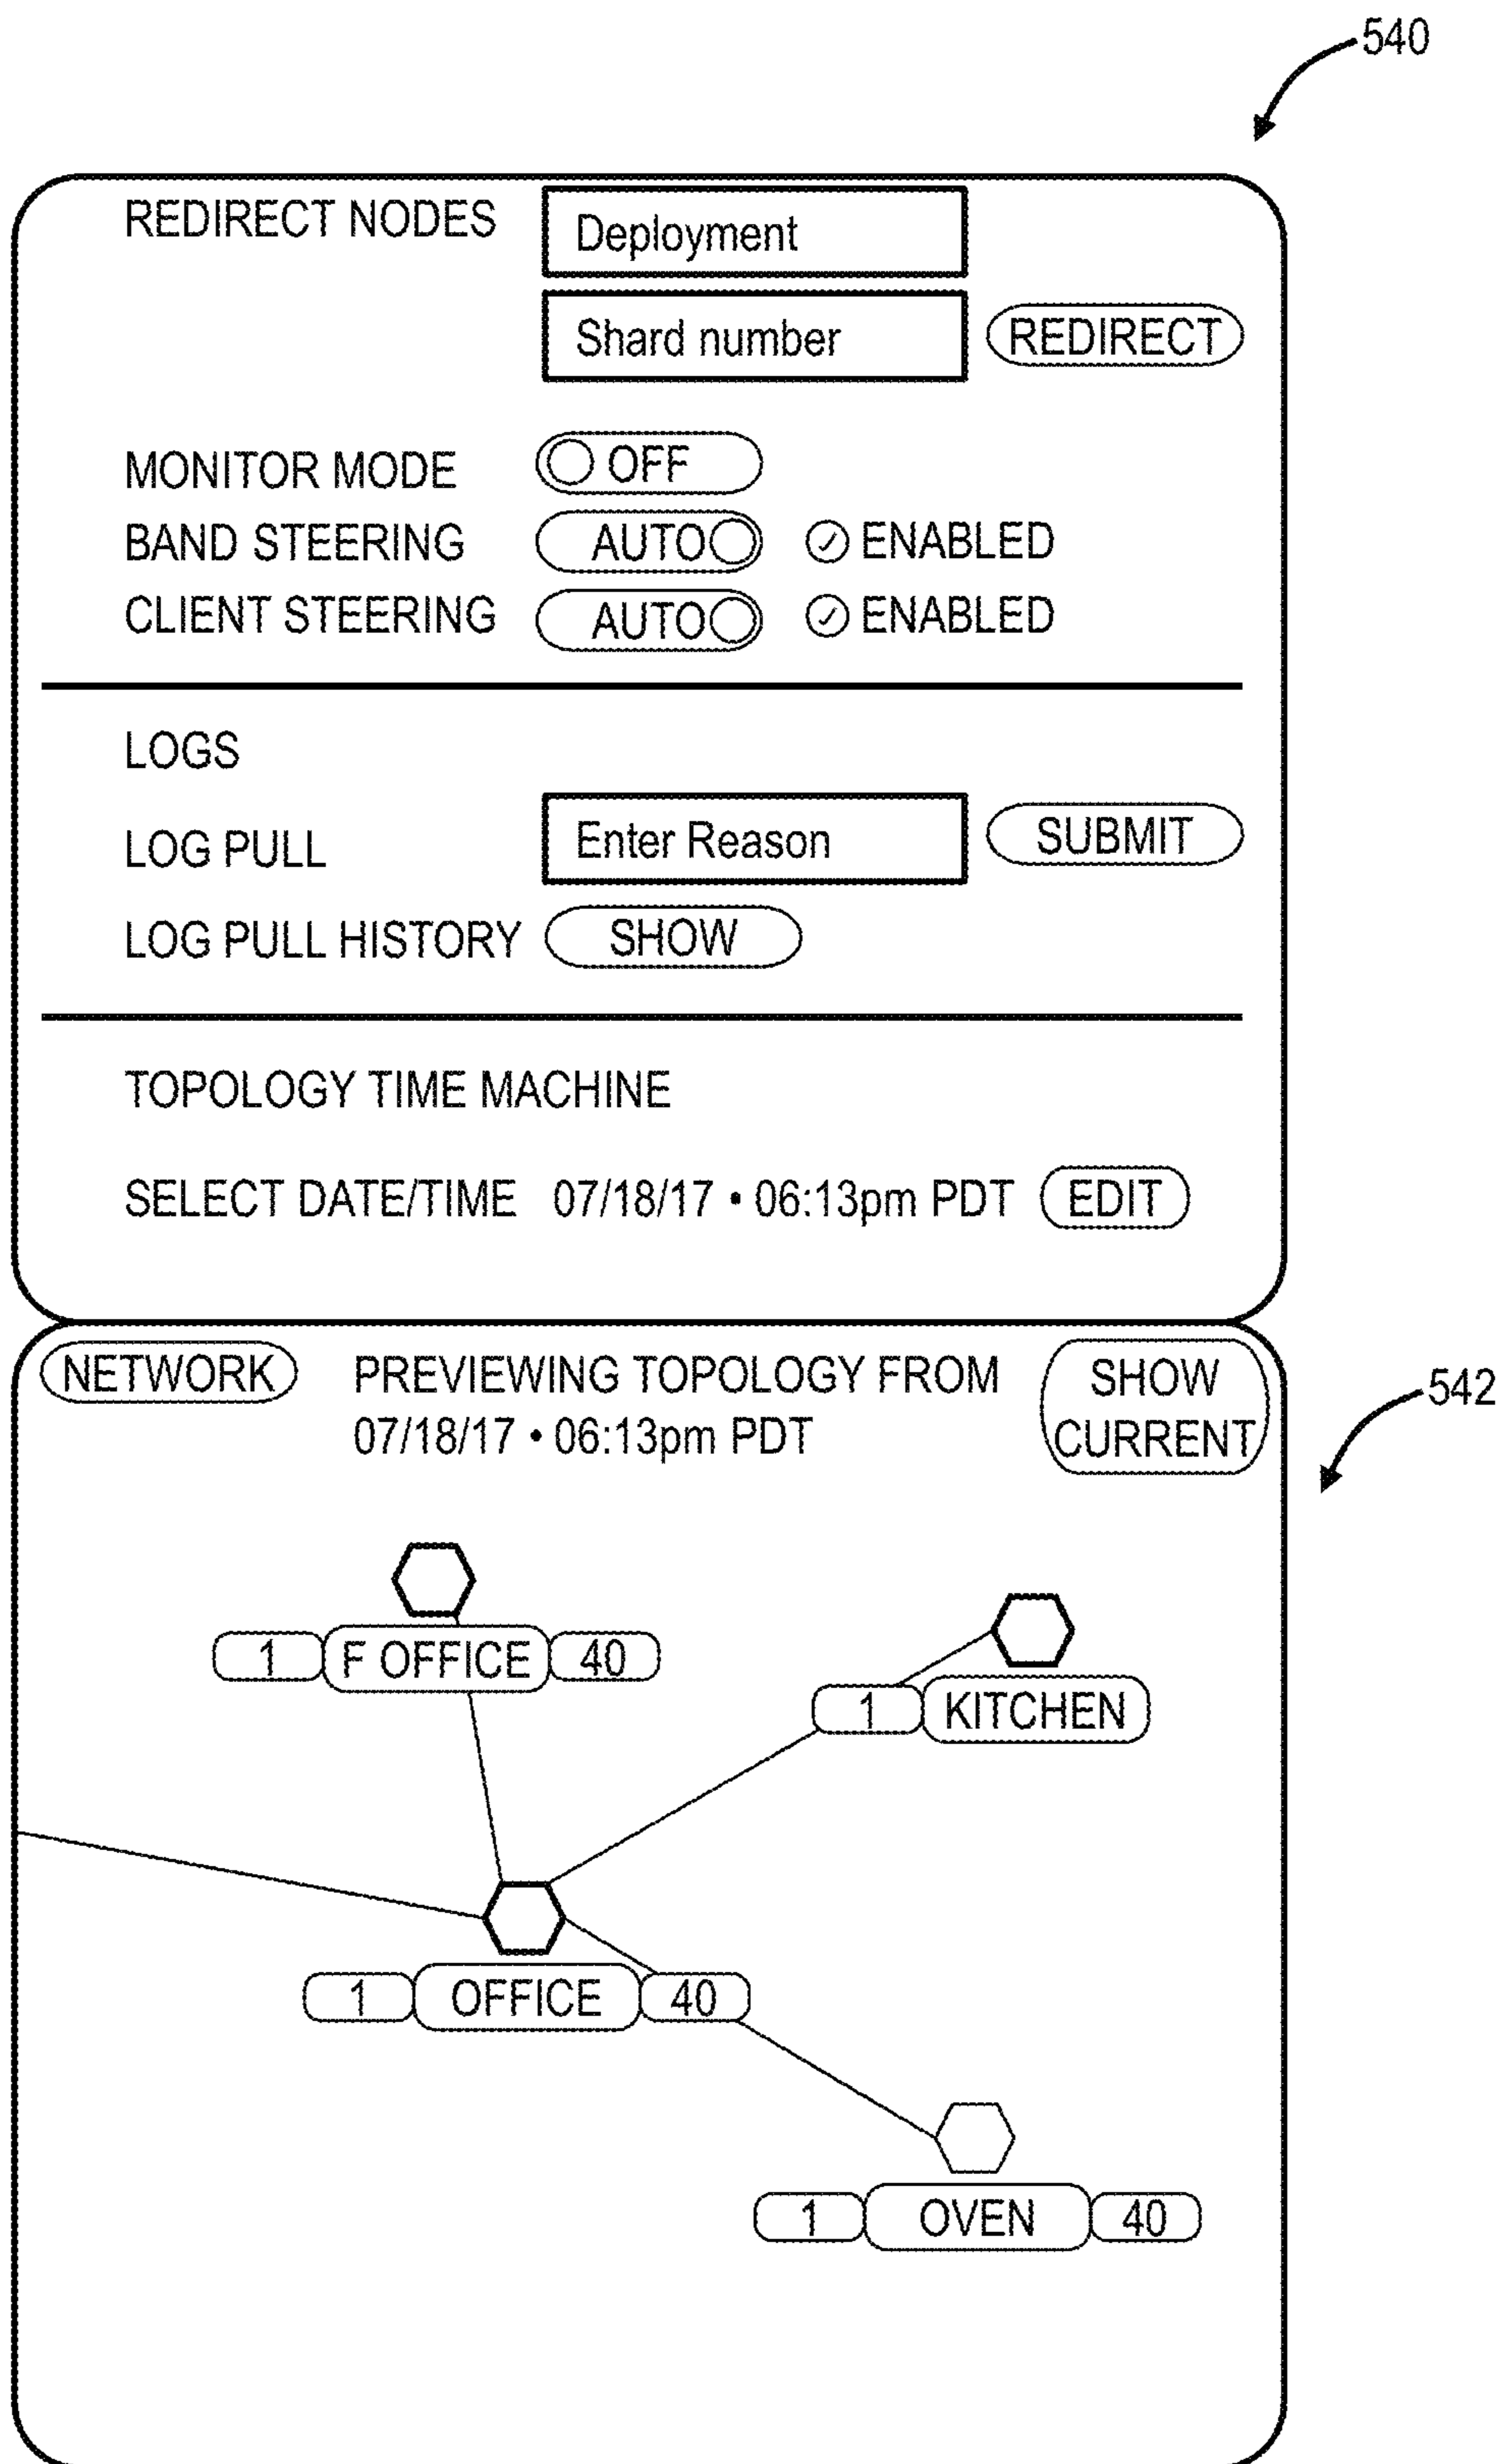 540
REDIRECT NODES Deployment
Shard number REDIRECT
MONITOR MODE OFF
BAND STEERING AUTO ✓ ENABLED
CLIENT STEERING AUTO ✓ ENABLED
LOGS
LOG PULL Enter Reason SUBMIT
LOG PULL HISTORY SHOW
TOPOLOGY TIME MACHINE
SELECT DATE/TIME 07/18/17 • 06:13pm PDT EDIT
NETWORK PREVIEWING TOPOLOGY FROM SHOW
07/18/17 • 06:13pm PDT CURRENT
542
1 F OFFICE 40
1 KITCHEN
1 OFFICE 40
1 OVEN 40